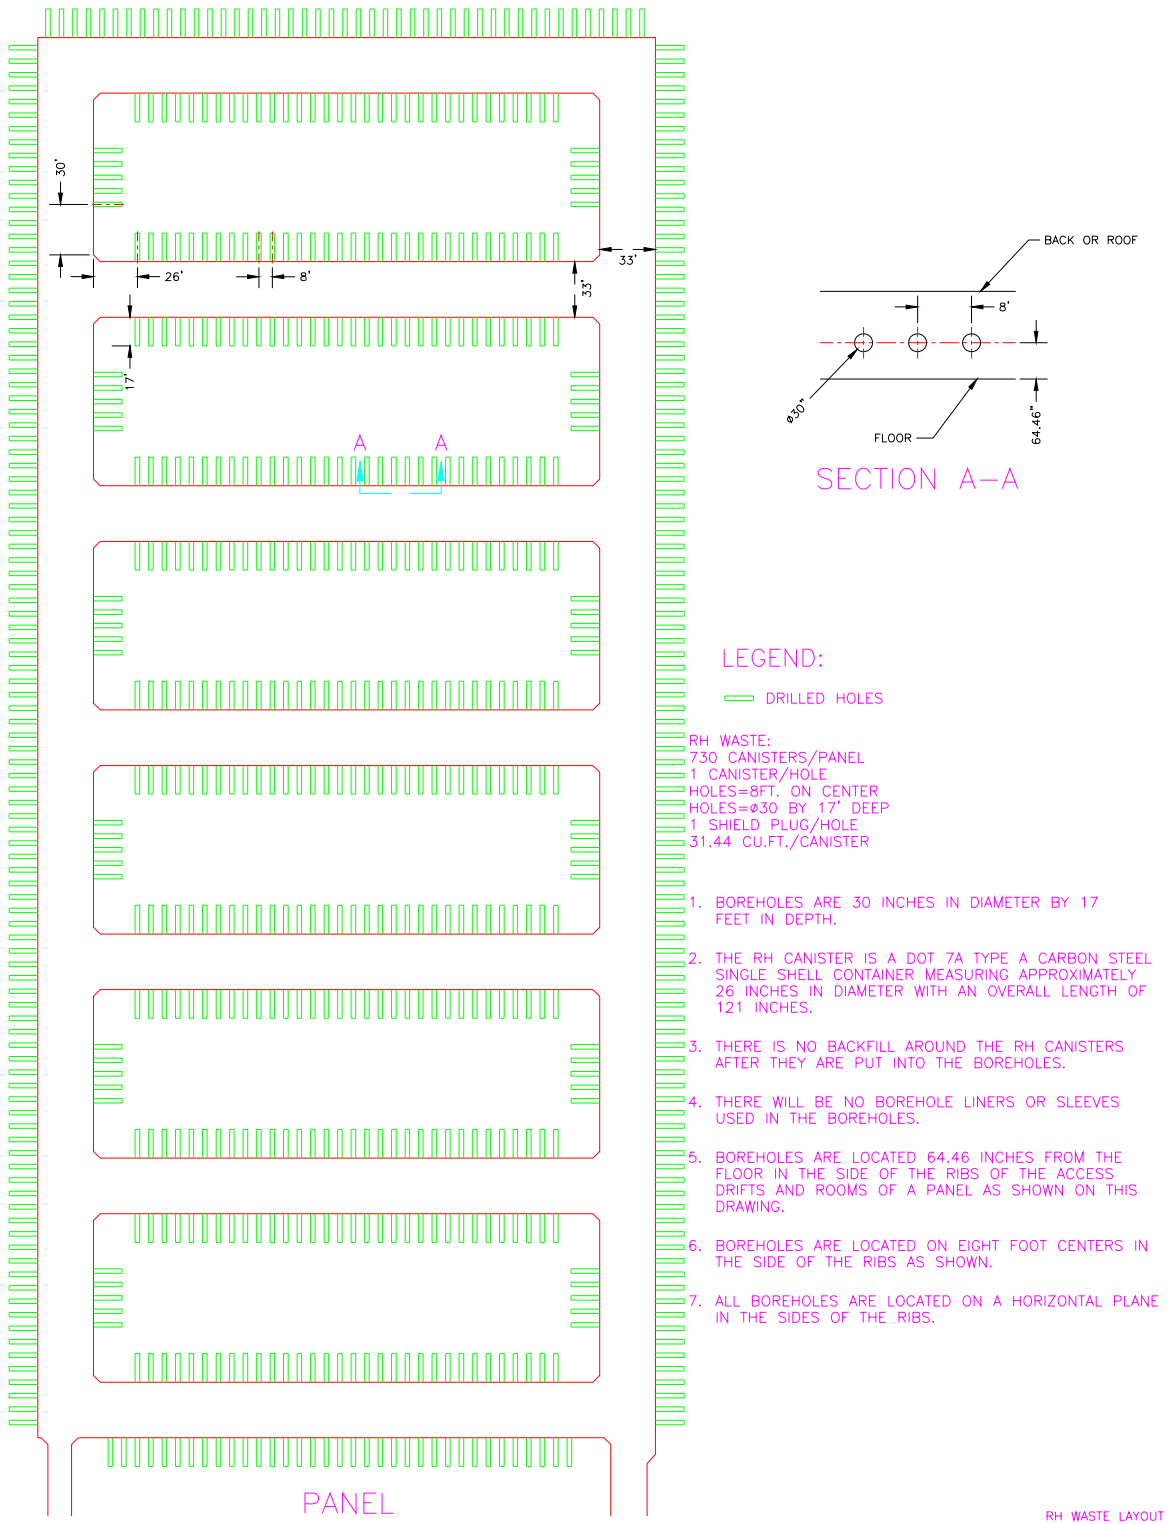 30'
26'
8'
33'
33'
17'
A A
BACK OR ROOF
8'
ø30"
64.46"
FLOOR
SECTION A-A
LEGEND:
DRILLED HOLES
RH WASTE:
730 CANISTERS/PANEL
1 CANISTER/HOLE
HOLES=8FT. ON CENTER
HOLES=ø30 BY 17' DEEP
1 SHIELD PLUG/HOLE
31.44 CU.FT./CANISTER
1. BOREHOLES ARE 30 INCHES IN DIAMETER BY 17
FEET IN DEPTH.
2. THE RH CANISTER IS A DOT 7A TYPE A CARBON STEEL
SINGLE SHELL CONTAINER MEASURING APPROXIMATELY
26 INCHES IN DIAMETER WITH AN OVERALL LENGTH OF
121 INCHES.
3. THERE IS NO BACKFILL AROUND THE RH CANISTERS
AFTER THEY ARE PUT INTO THE BOREHOLES.
4. THERE WILL BE NO BOREHOLE LINERS OR SLEEVES
USED IN THE BOREHOLES.
5. BOREHOLES ARE LOCATED 64.46 INCHES FROM THE
FLOOR IN THE SIDE OF THE RIBS OF THE ACCESS
DRIFTS AND ROOMS OF A PANEL AS SHOWN ON THIS
DRAWING.
6. BOREHOLES ARE LOCATED ON EIGHT FOOT CENTERS IN
THE SIDE OF THE RIBS AS SHOWN.
7. ALL BOREHOLES ARE LOCATED ON A HORIZONTAL PLANE
IN THE SIDES OF THE RIBS.
PANEL
RH WASTE LAYOUT